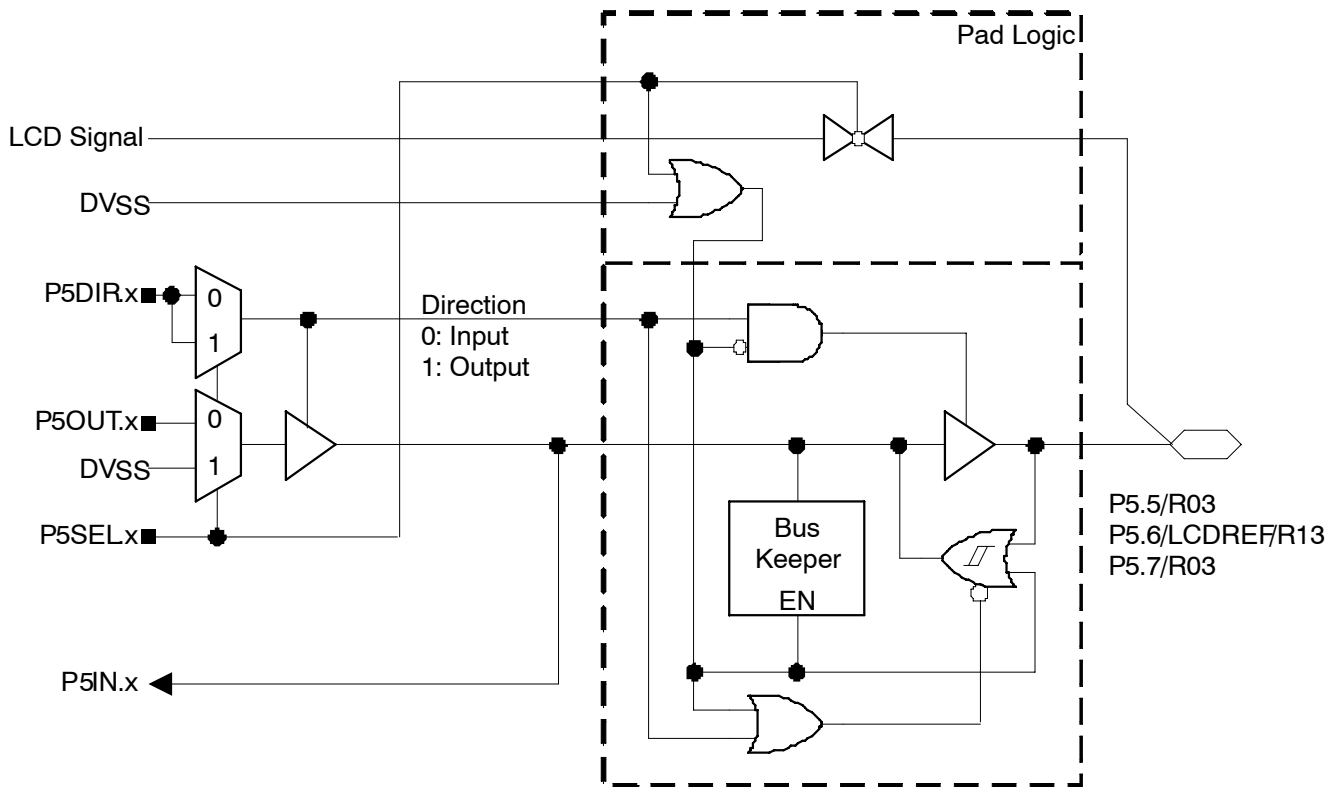 Pad Logic
LCD Signal
DVSS
P5DIR.x
0
1
Direction
0: Input
1: Output
P5OUT.x
0
DVSS
1
P5SEL.x
Bus
Keeper
EN
P5.5/R03
P5.6/LCDREF/R13
P5.7/R03
P5IN.x